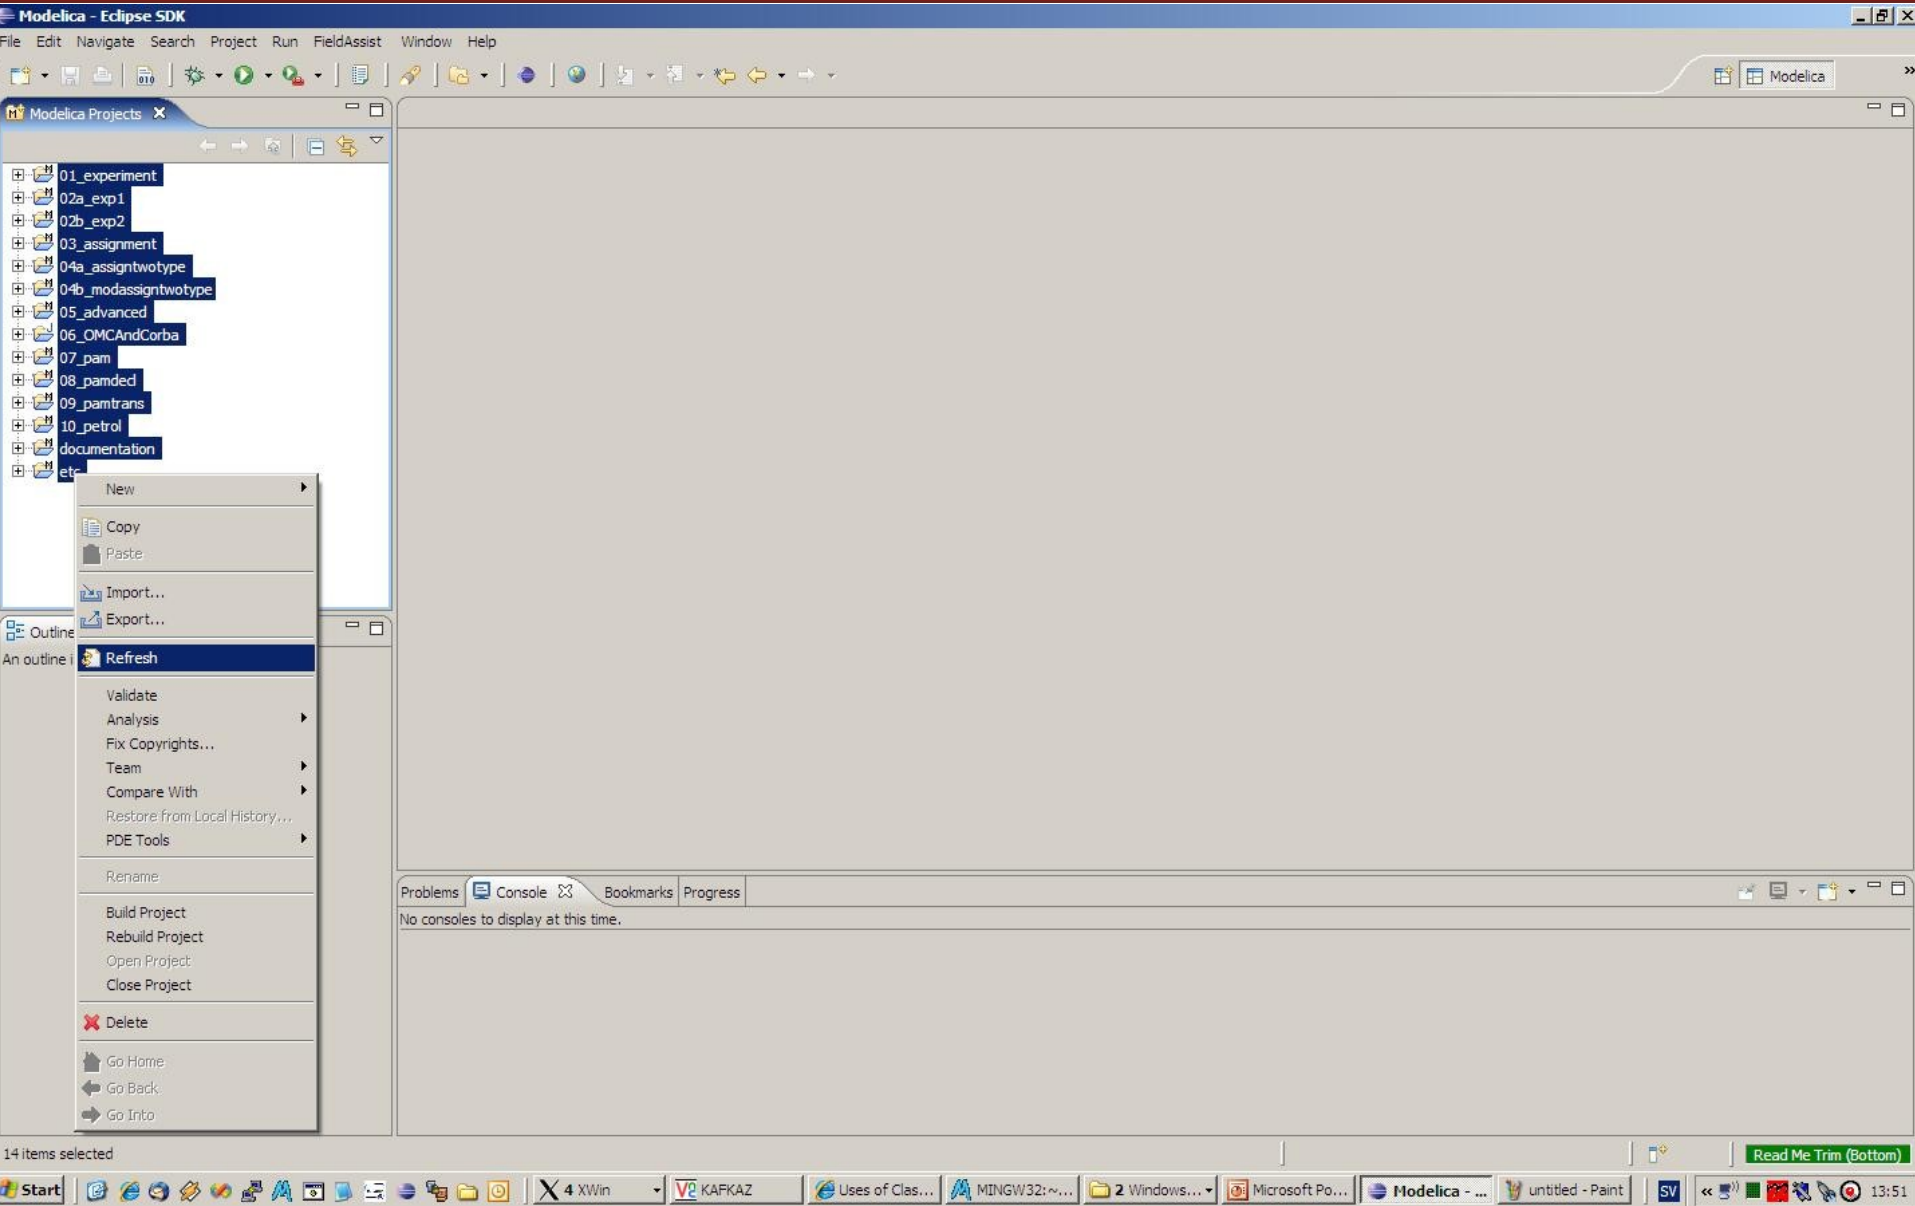 Modelica - Eclipse SDK
File Edit Navigate Search Project Run FieldAssist Window Help
Modelica
Modelica Projects
01_experiment
02a_exp1
02b_exp2
03_assignment
04a_assigntwotype
04b_modassigntwotype
05_advanced
06_OMCAndCorba
07_pam
08_pamdecl
09_pamtrans
10_petrol
documentation
etc
New
Copy
Paste
Import...
Export...
Outline
An outline i
Refresh
Validate
Analysis
Fix Copyrights...
Team
Compare With
Restore from Local History...
PDE Tools
Rename
Build Project
Rebuild Project
Open Project
Close Project
Delete
Go Home
Go Back
Go Into
Problems Console Bookmarks Progress
No consoles to display at this time.
14 items selected
Read Me Trim (Bottom)
Start 4 XWin KAFKAZ Uses of Clas... MINGW32:~... 2 Windows... Microsoft Po... Modelica - ... untitled - Paint SV 13:51